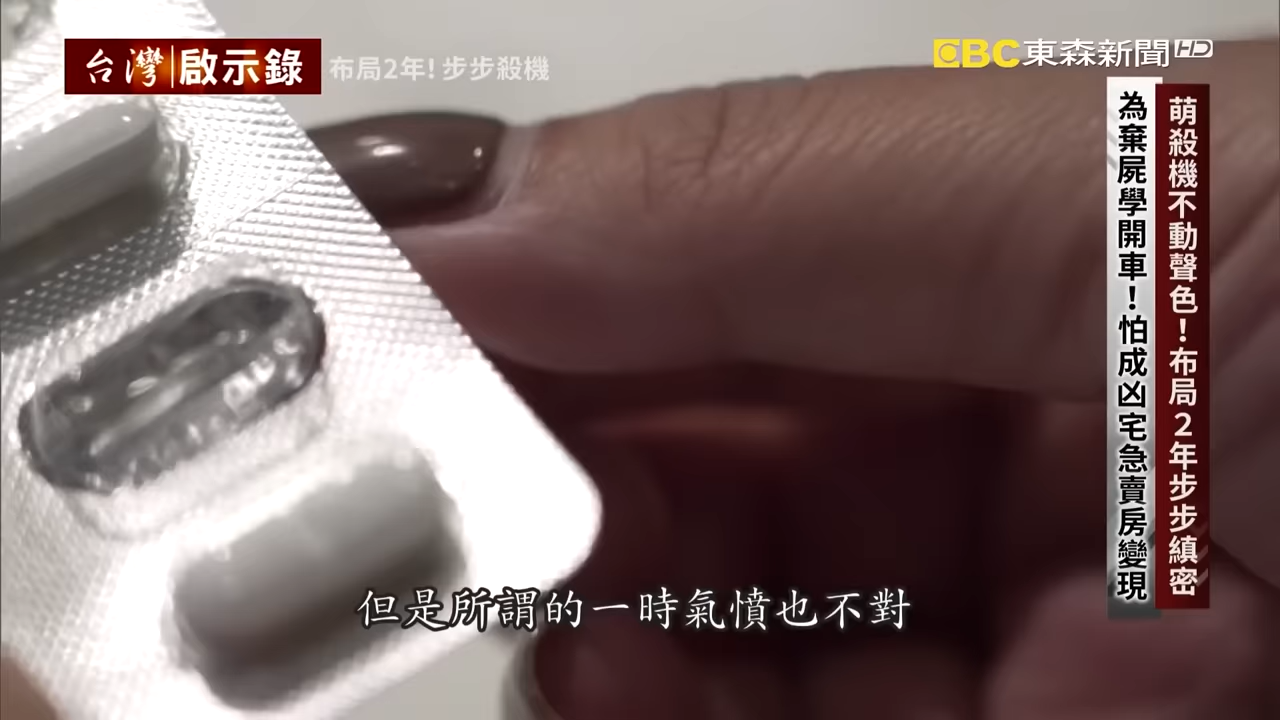 台灣啟示錄
布局2年!步步殺機
EBC東森新聞HD
萌殺機不動聲色!布局2年步步縝密
為棄屍學開車!怕成凶宅急賣房變現
但是所謂的一時氣憤也不對